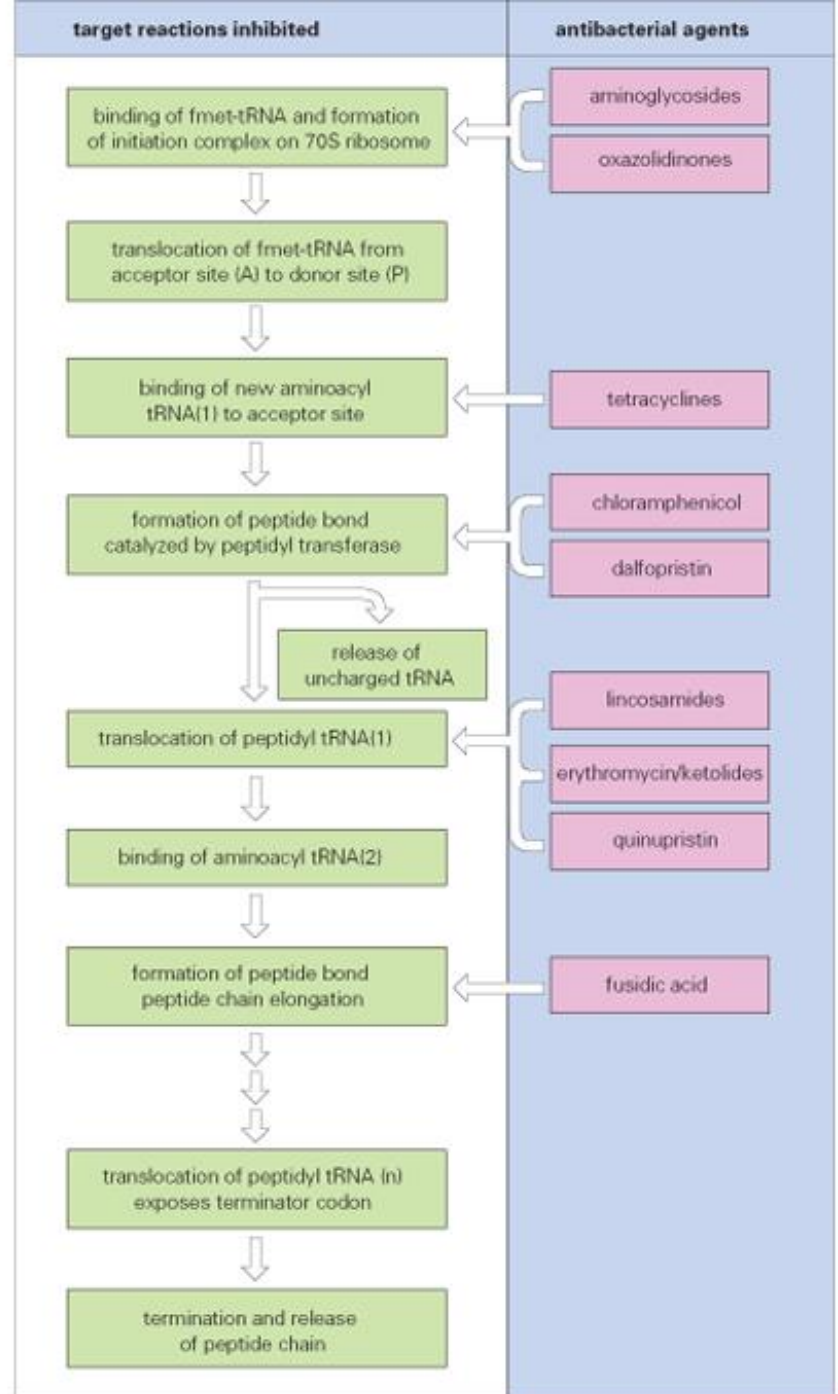 target reactions inhibited
antibacterial agents
binding of fmet-tRNA and formation
of initiation complex on 70S ribosome
aminoglycosides
oxazolidinones
translocation of fmet-tRNA from
acceptor site (A) to donor site (P)
binding of new aminoacyl
tRNA(1) to acceptor site
tetracyclines
formation of peptide bond
catalyzed by peptidyl transferase
chloramphenicol
dalfopristin
release of
uncharged tRNA
translocation of peptidyl tRNA(1)
lincosamides
erythromycin/ketolides
quinupristin
binding of aminoacyl tRNA(2)
formation of peptide bond
peptide chain elongation
fusidic acid
translocation of peptidyl tRNA (n)
exposes terminator codon
termination and release
of peptide chain